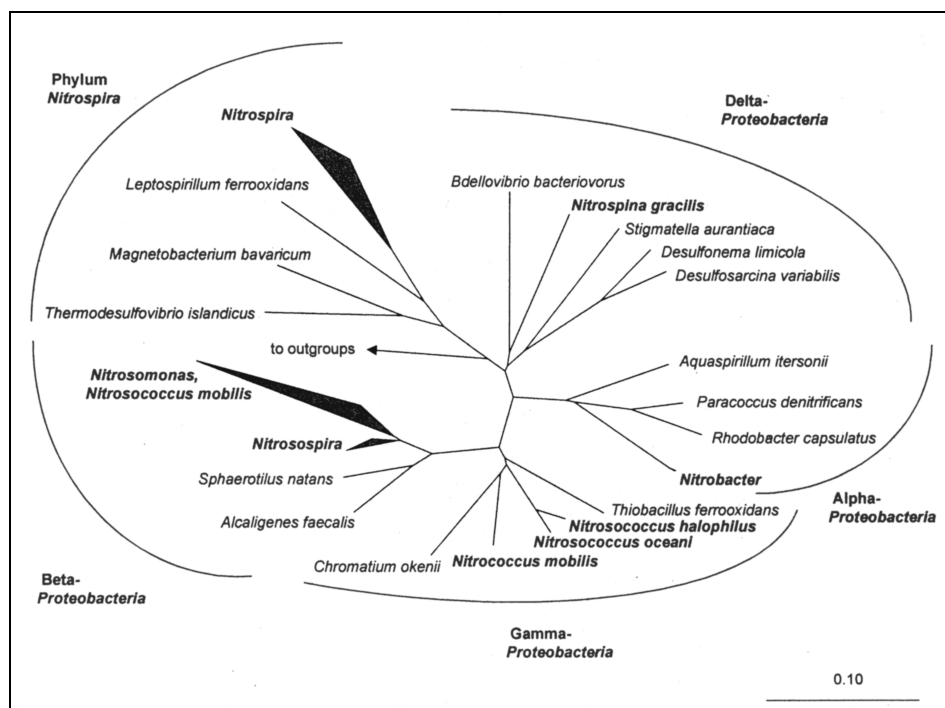 Phylum
Nitrospira
Nitrospira
Delta-
Proteobacteria
Leptospirillum ferrooxidans
Bdellovibrio bacteriovorus
Nitrospina gracilis
Stigmatella aurantiaca
Magnetobacterium bavaricum
Desulfonema limicola
Desulfosarcina variabilis
Thermodesulfovibrio islandicus
to outgroups
Aquaspirillum itersonii
Nitrosomonas,
Nitrosococcus mobilis
Paracoccus denitrificans
Rhodobacter capsulatus
Nitrosospira
Sphaerotilus natans
Nitrobacter
Alpha-
Proteobacteria
Thiobacillus ferrooxidans
Alcaligenes faecalis
Nitrosococcus halophilus
Nitrosococcus oceani
Chromatium okenii
Nitrococcus mobilis
Beta-
Proteobacteria
Gamma-
Proteobacteria
0.10